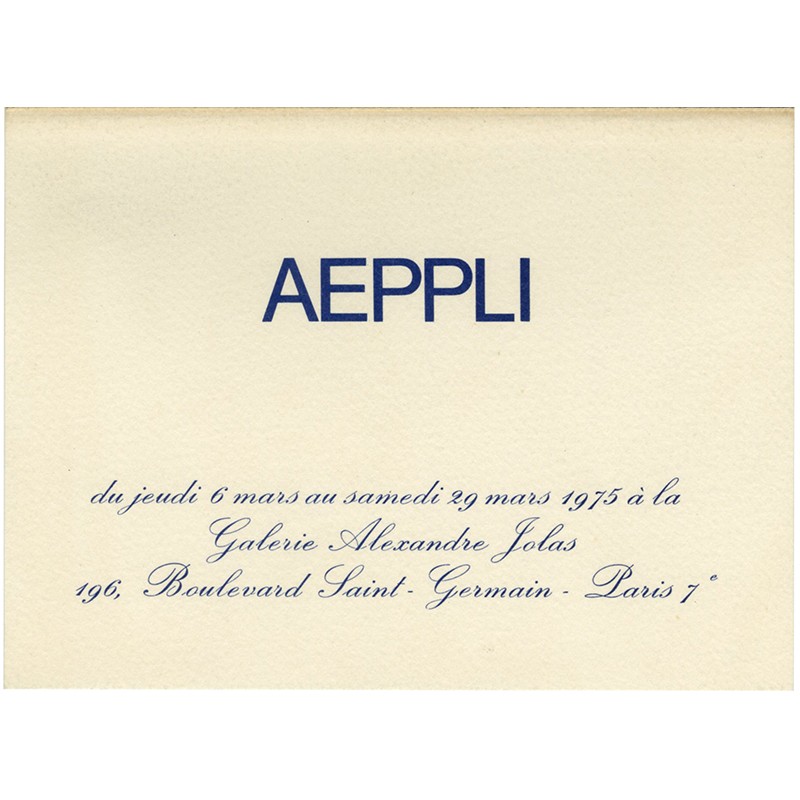 AEPPLI
du jeudi 6 mars au samedi 29 mars 1975 à la
Galerie Alexandre Jolas
196, Boulevard Saint - Germain - Paris 7e